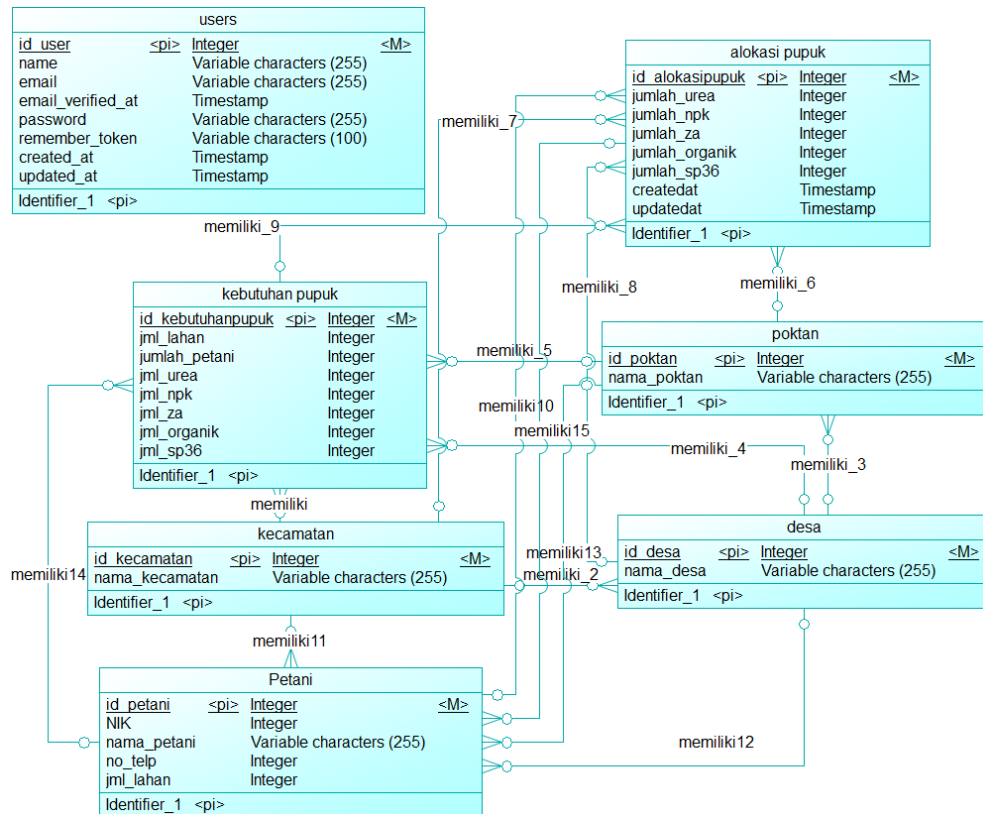 users
id_user <pi> Integer <M>
name Variable characters (255)
email Variable characters (255)
email_verified_at Timestamp
password Variable characters (255)
remember_token Variable characters (100)
created_at Timestamp
updated_at Timestamp
Identifier_1 <pi>
alokasi pupuk
id_alokasipupuk <pi> Integer <M>
jumlah_urea Integer
jumlah_npk Integer
jumlah_za Integer
jumlah_organik Integer
jumlah_sp36 Integer
createdat Timestamp
updatedat Timestamp
Identifier_1 <pi>
memiliki_7
memiliki_9
memiliki_8
memiliki_6
kebutuhan pupuk
id_kebutuhanpupuk <pi> Integer <M>
jml_lahan Integer
jumlah_petani Integer
jml_urea Integer
jml_npk Integer
jml_za Integer
jml_organik Integer
jml_sp36 Integer
Identifier_1 <pi>
poktan
id_poktan <pi> Integer <M>
nama_poktan Variable characters (255)
Identifier_1 <pi>
memiliki_5
memiliki10
memiliki15
memiliki_4
memiliki_3
memiliki
kecamatan
id_kecamatan <pi> Integer <M>
nama_kecamatan Variable characters (255)
Identifier_1 <pi>
desa
id_desa <pi> Integer <M>
nama_desa Variable characters (255)
Identifier_1 <pi>
memiliki14
memiliki13
memiliki_2
memiliki11
Petani
id_petani <pi> Integer <M>
NIK Integer
nama_petani Variable characters (255)
no_telp Integer
jml_lahan Integer
Identifier_1 <pi>
memiliki12